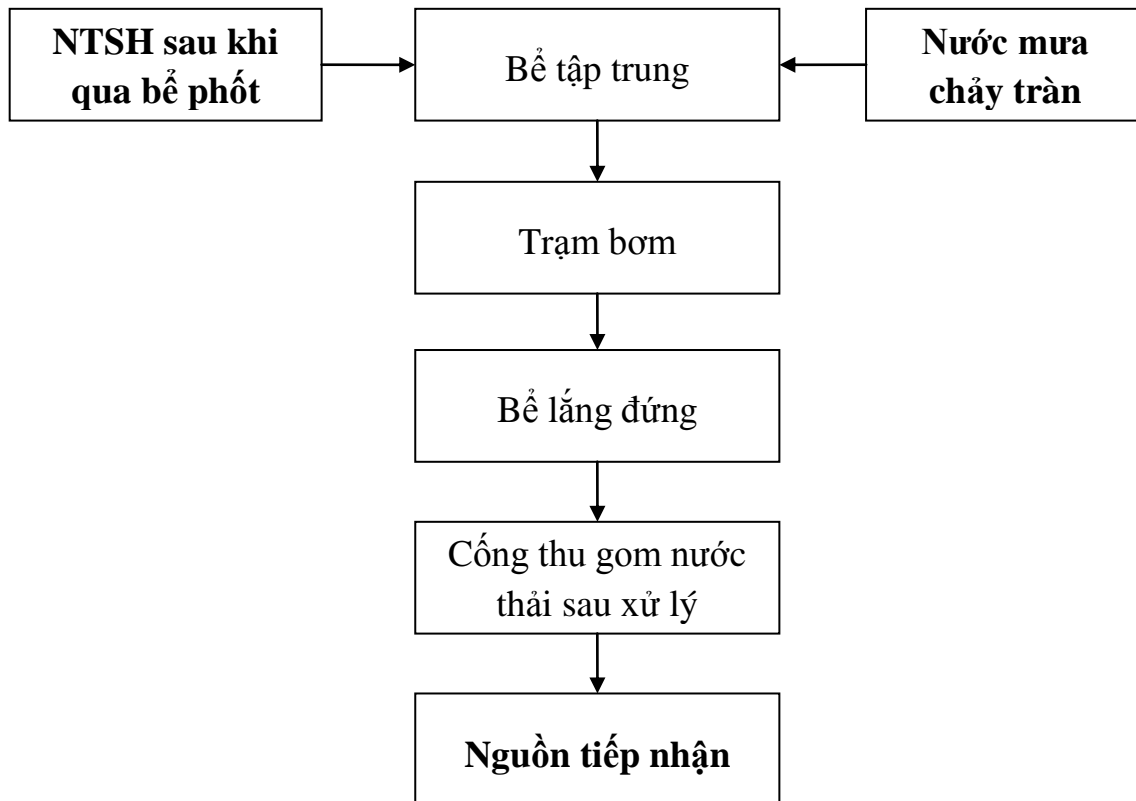 NTSH sau khi
qua bể phốt
Bể tập trung
Nước mưa
chảy tràn
Trạm bơm
Bể lắng đứng
Cống thu gom nước
thải sau xử lý
Nguồn tiếp nhận